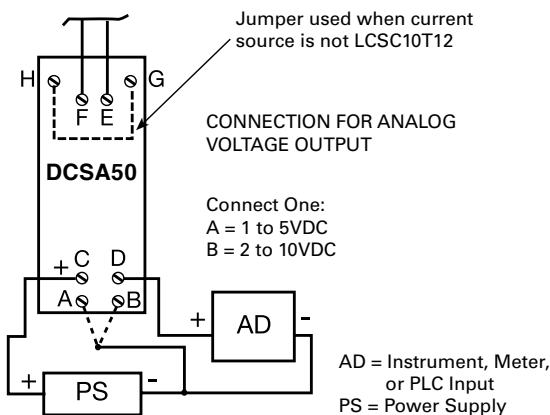 Jumper used when current
source is not LCSC10T12
H
G
F E
CONNECTION FOR ANALOG
VOLTAGE OUTPUT
DCSA50
Connect One:
A = 1 to 5VDC
B = 2 to 10VDC
+ C D
A B
+ AD -
+ PS -
AD = Instrument, Meter,
or PLC Input
PS = Power Supply